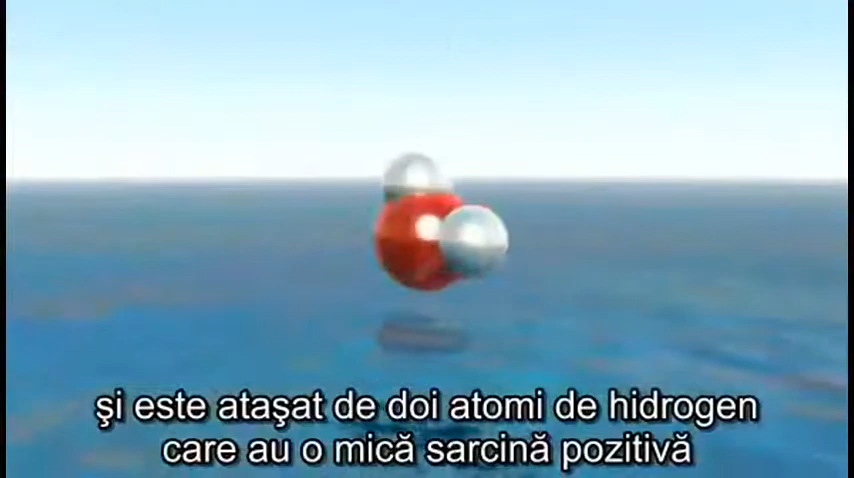 şi este ataşat de doi atomi de hidrogen
care au o mică sarcină pozitivă